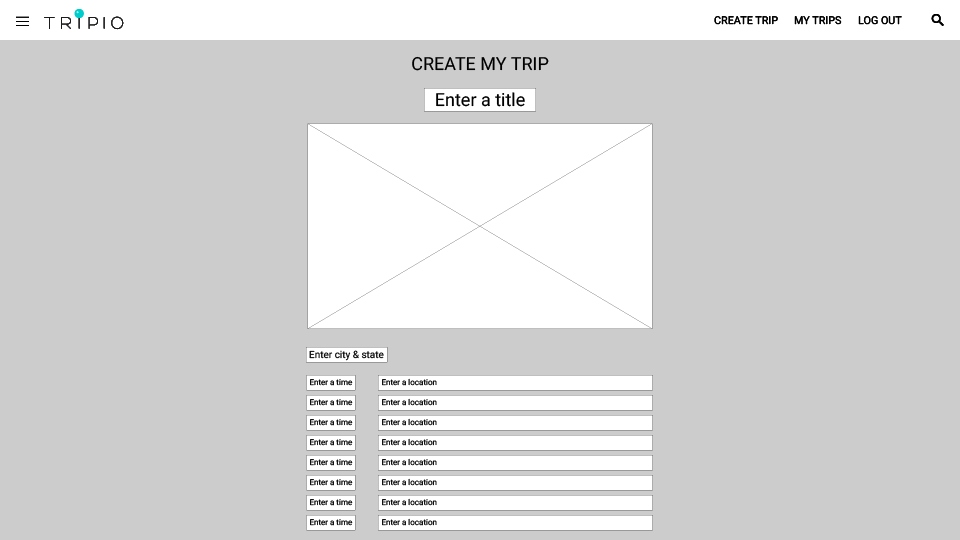 TRIPIO
CREATE TRIP MY TRIPS LOG OUT
CREATE MY TRIP
Enter a title
Enter city & state
Enter a time Enter a location
Enter a time Enter a location
Enter a time Enter a location
Enter a time Enter a location
Enter a time Enter a location
Enter a time Enter a location
Enter a time Enter a location
Enter a time Enter a location